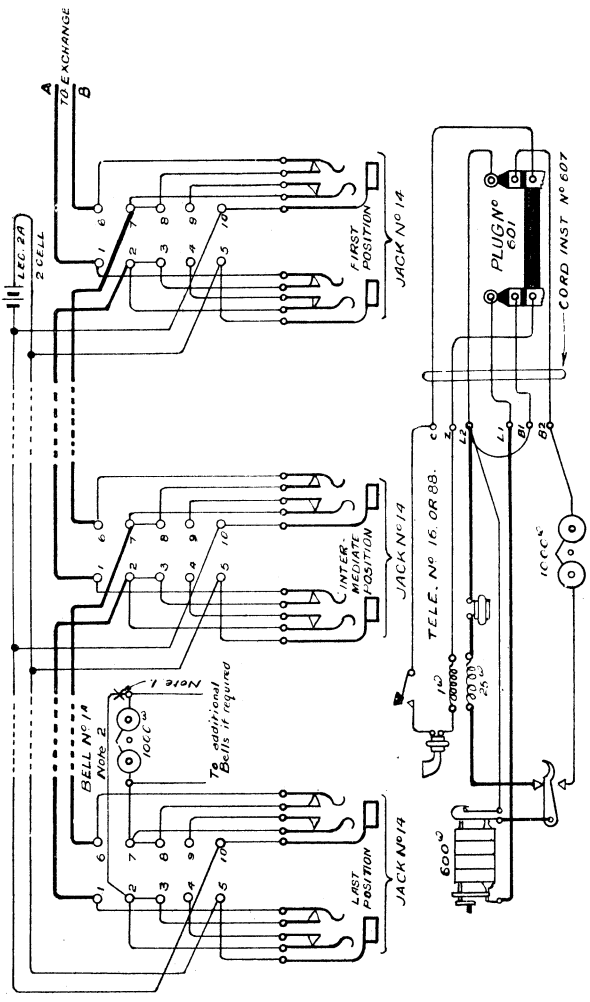 A
TO EXCHANGE
B
LEC. 2A
2 CELL
6
7
8
9
10
1
2
3
4
5
FIRST
POSITION
JACK Nº 14
6
7
8
9
10
1
2
3
4
5
INTER-
MEDIATE
POSITION
JACK Nº 14
BELL Nº 1A
Note 2
Note 1.
1000ω
To additional
Bells if required
6
7
8
9
10
1
2
3
4
5
LAST
POSITION
JACK Nº 14
PLUG Nº
601
CORD INST Nº 607
C
Z
L2
L1
B1
B2
TELE. Nº 16. OR 88.
1000ω
1ω
25ω
600ω